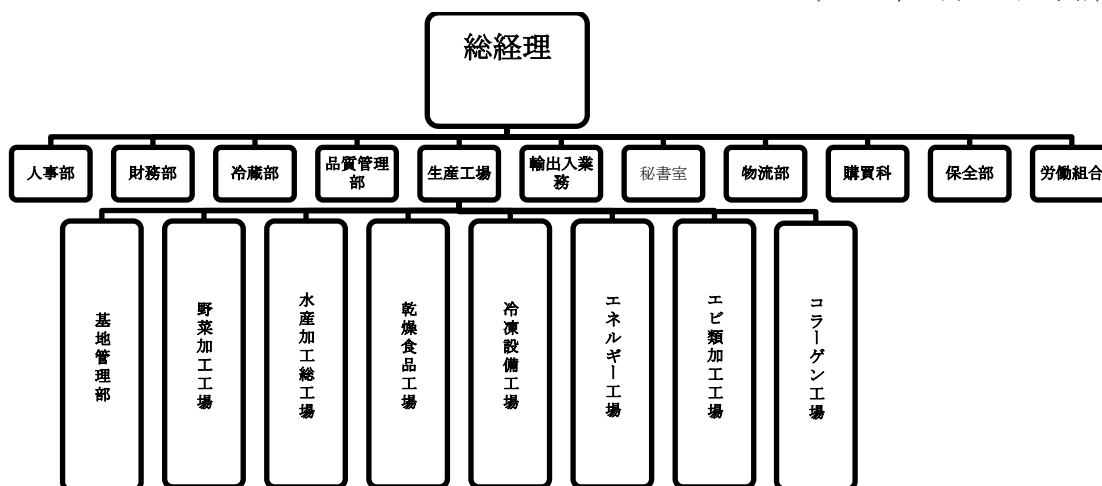 総経理
人事部
財務部
冷蔵部
品質管理
部
生産工場
輸出入業
務
秘書室
物流部
購買科
保全部
労働組合
基地管理部
野菜加工工場
水産加工総工場
乾燥食品工場
冷凍設備工場
エネルギー工場
エビ類加工工場
コラーゲン工場